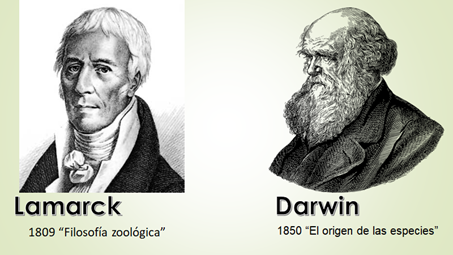 Lamarck
Darwin
1809 “Filosofía zoológica”
1850 “El origen de las especies”